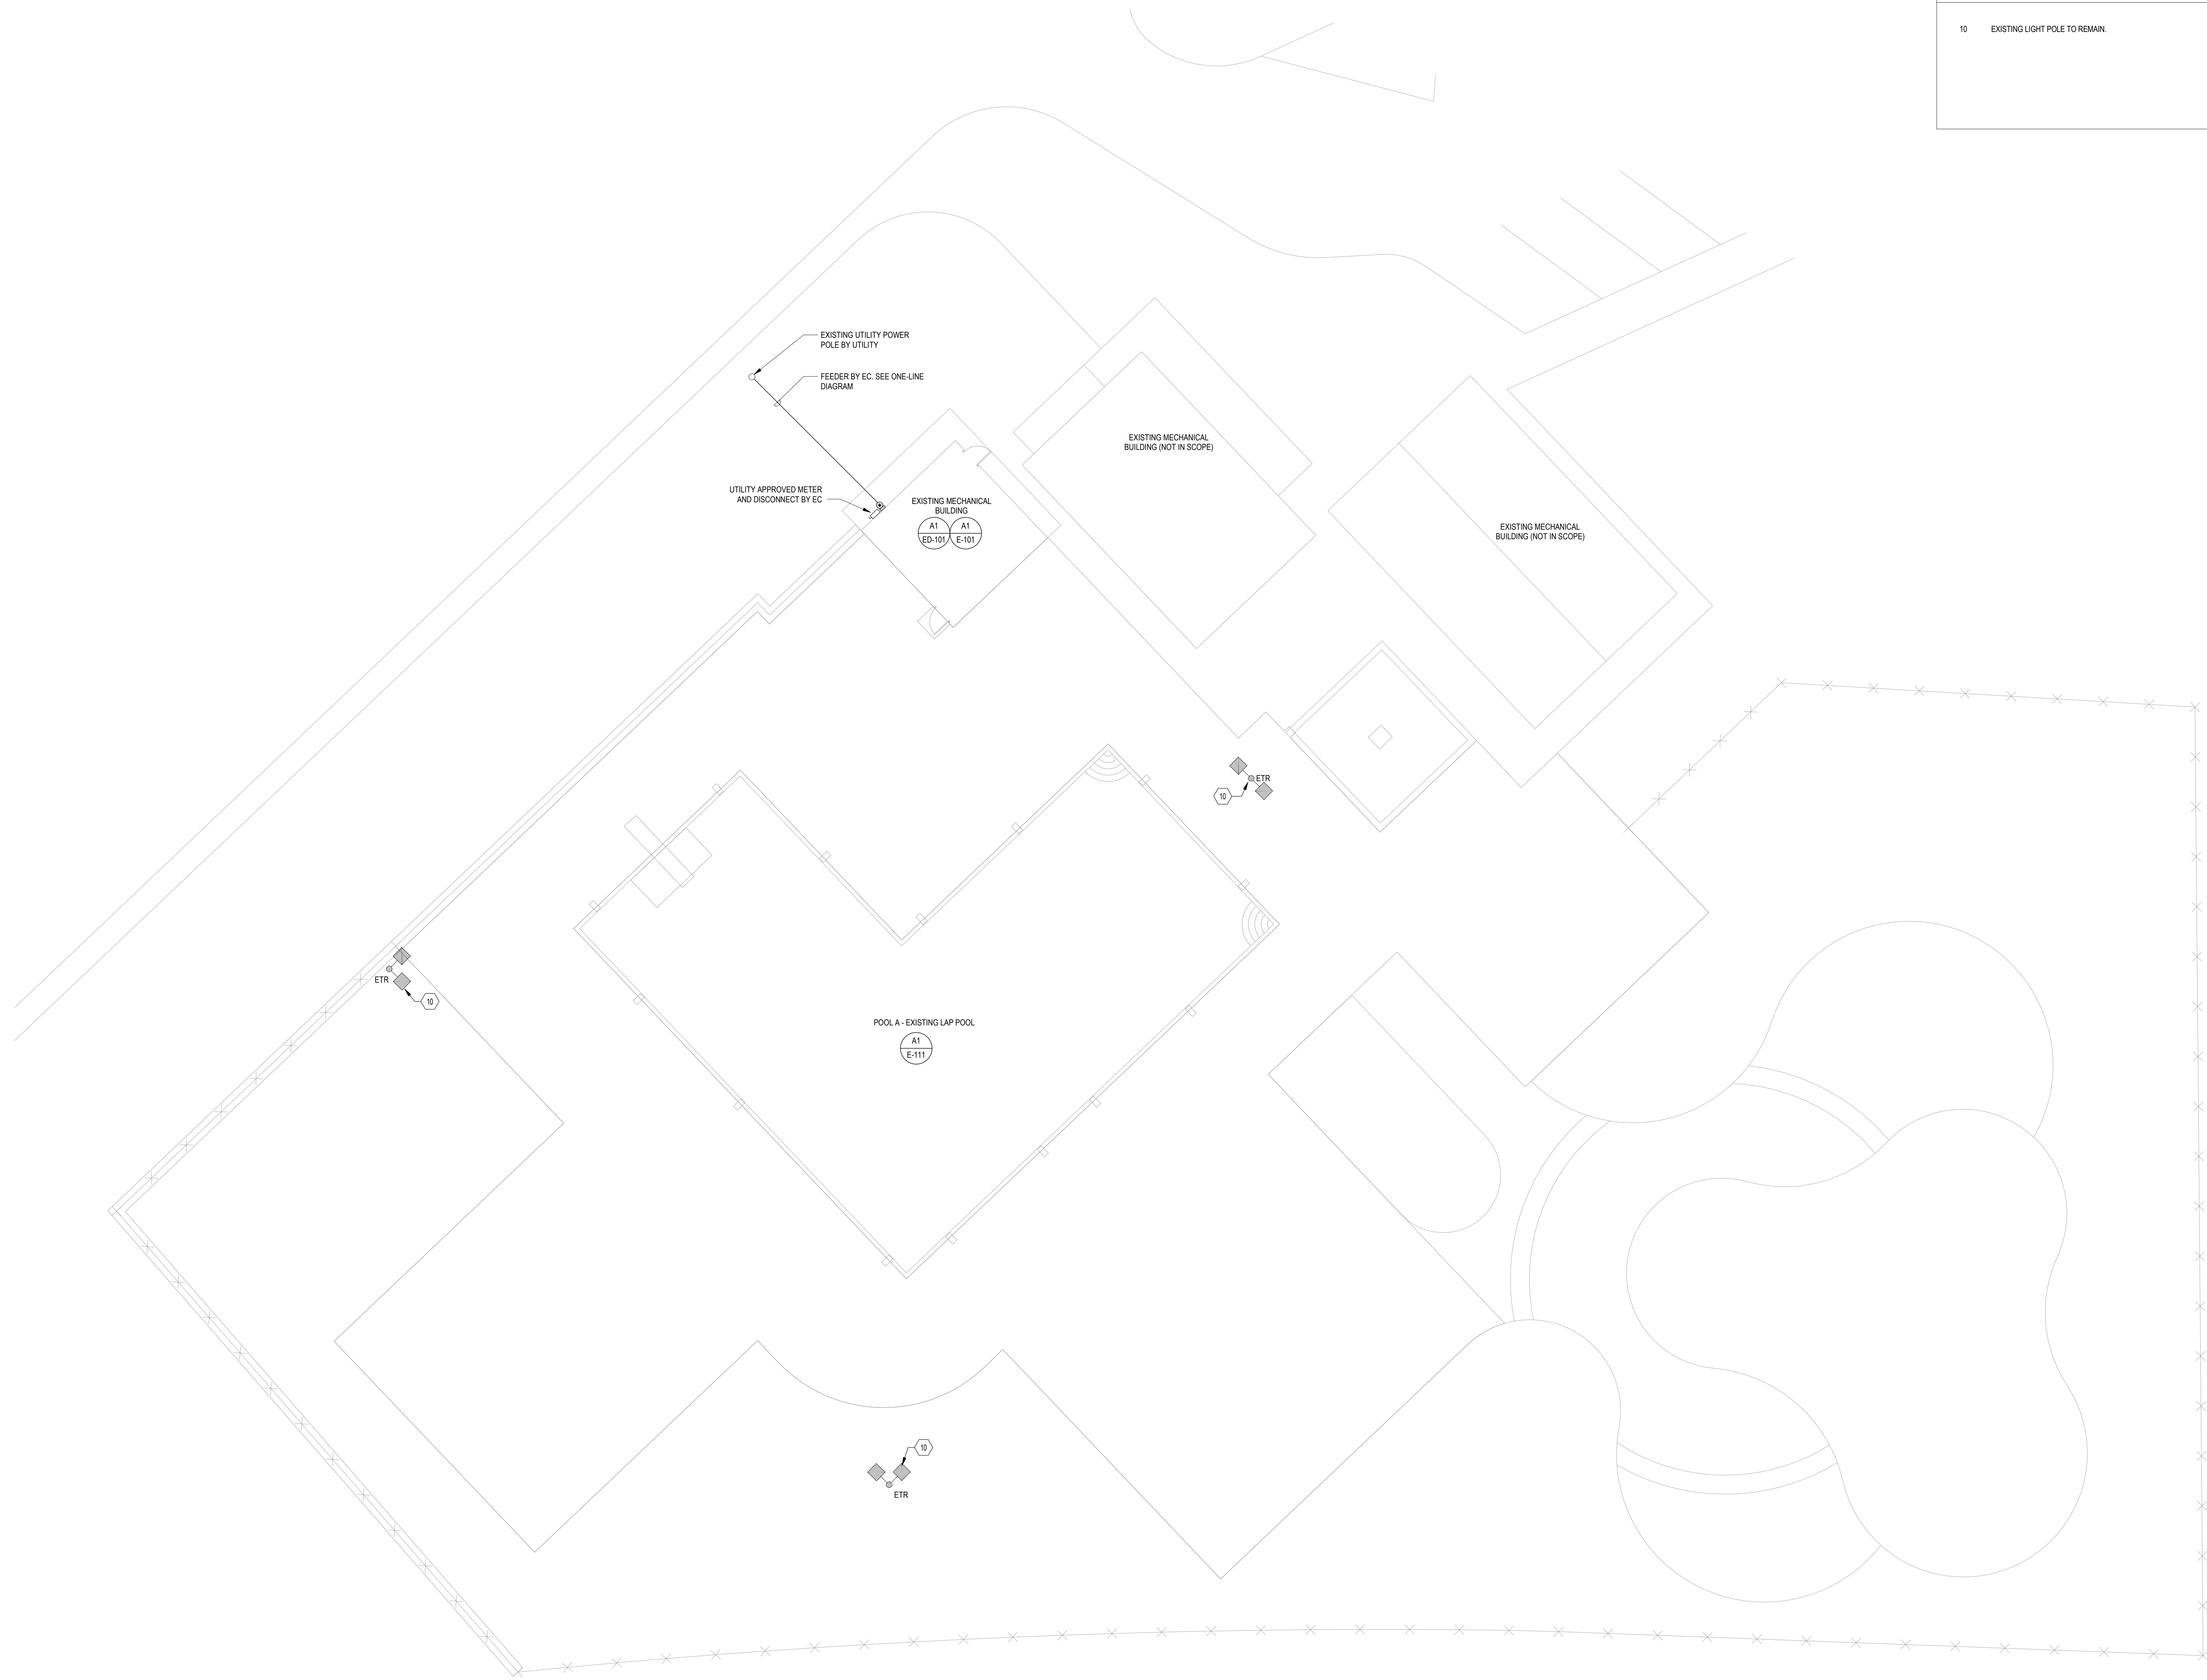 10 EXISTING LIGHT POLE TO REMAIN.
EXISTING UTILITY POWER
POLE BY UTILITY
FEEDER BY EC. SEE ONE-LINE
DIAGRAM
EXISTING MECHANICAL
BUILDING (NOT IN SCOPE)
UTILITY APPROVED METER
AND DISCONNECT BY EC
EXISTING MECHANICAL
BUILDING
A1
ED-101
A1
E-101
EXISTING MECHANICAL
BUILDING (NOT IN SCOPE)
ETR
10
ETR
10
POOL A - EXISTING LAP POOL
A1
E-111
10
ETR